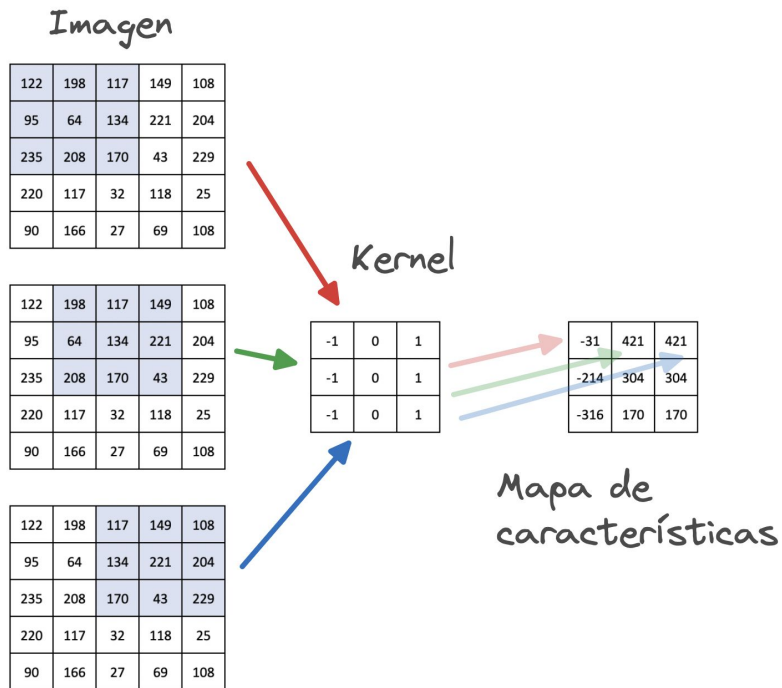 Imagen
122 198 117 149 108
95 64 134 221 204
235 208 170 43 229
220 117 32 118 25
90 166 27 69 108
122 198 117 149 108
95 64 134 221 204
235 208 170 43 229
220 117 32 118 25
90 166 27 69 108
Kernel
-1 0 1
-1 0 1
-1 0 1
-31 421 421
-214 304 304
-316 170 170
Mapa de
características
122 198 117 149 108
95 64 134 221 204
235 208 170 43 229
220 117 32 118 25
90 166 27 69 108